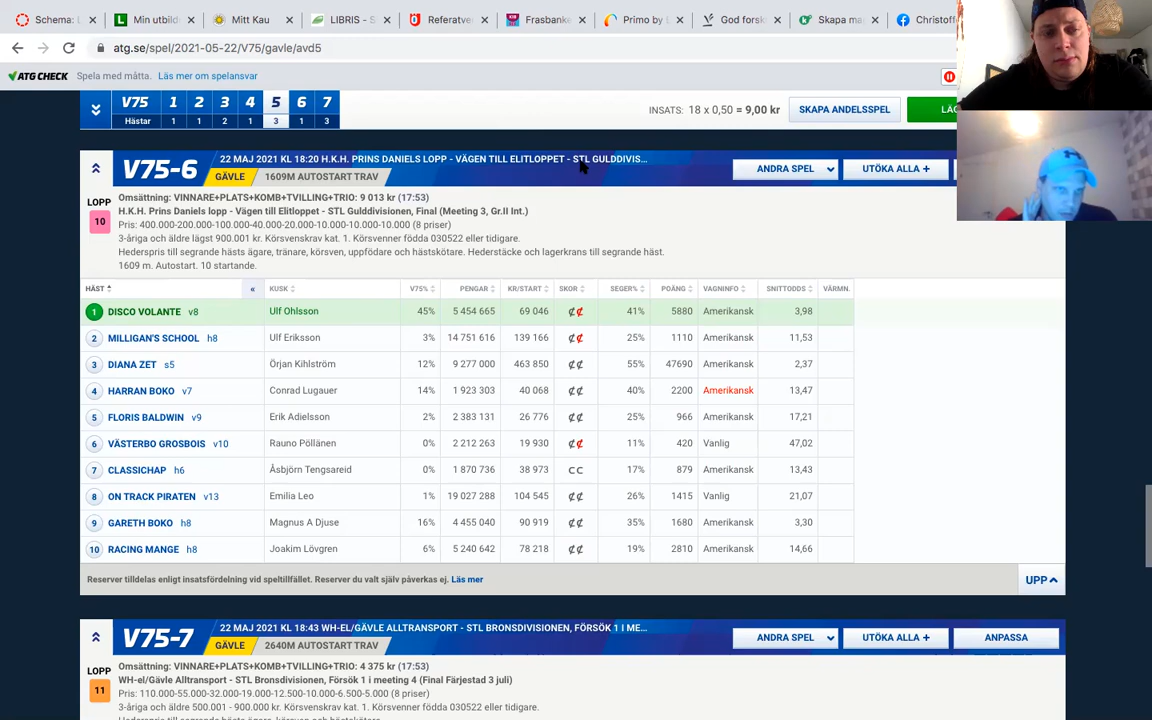 Schema: L
Min utbild
Mitt Kau
LIBRIS - S
Referatver
Frasbanke
Primo by L
God forsk
Skapa ma
Christoff
atg.se/spel/2021-05-22/V75/gavle/avd5
ATG CHECK Spela med måtta. Läs mer om spelansvar
V75 1 2 3 4 5 6 7
Hästar 1 1 2 1 3 1 3
INSATS: 18 x 0,50 = 9,00 kr
SKAPA ANDELSSPEL
V75-6
22 MAJ 2021 KL 18:20 H.K.H. PRINS DANIELS LOPP - VÄGEN TILL ELITLOPPET - STL GULDDIVIS...
GÄVLE 1609M AUTOSTART TRAV
ANDRA SPEL
UTÖKA ALLA +
LOPP
10
Omsättning: VINNARE+PLATS+KOMB+TVILLING+TRIO: 9 013 kr (17:53)
H.K.H. Prins Daniels lopp - Vägen till Elitloppet - STL Gulddivisionen, Final (Meeting 3, Gr.II Int.)
Pris: 400.000-200.000-100.000-40.000-20.000-10.000-10.000-10.000 (8 priser)
3-åriga och äldre lägst 900.001 kr. Körsvenskrav kat. 1. Körsvenner födda 030522 eller tidigare.
Hederspris till segrande hästs ägare, tränare, körsven, uppfödare och hästskötare. Hederstäcke och lagerkrans till segrande häst.
1609 m. Autostart. 10 startande.
HÄST « KUSK V75% PENGAR KR/START SKOR SEGER% POÄNG VAGNINFO SNITTODDS VÄRMN.
1 DISCO VOLANTE v8 Ulf Ohlsson 45% 5 454 665 69 046 ȼȼ 41% 5880 Amerikansk 3,98
2 MILLIGAN'S SCHOOL h8 Ulf Eriksson 3% 14 751 616 139 166 ȼȼ 25% 1110 Amerikansk 11,53
3 DIANA ZET s5 Örjan Kihlström 12% 9 277 000 463 850 ȼȼ 55% 47690 Amerikansk 2,37
4 HARRAN BOKO v7 Conrad Lugauer 14% 1 923 303 40 068 ȼȼ 40% 2200 Amerikansk 13,47
5 FLORIS BALDWIN v9 Erik Adielsson 2% 2 383 131 26 776 ȼȼ 25% 966 Amerikansk 17,21
6 VÄSTERBO GROSBOIS v10 Rauno Pöllänen 0% 2 212 263 19 930 ȼȼ 11% 420 Vanlig 47,02
7 CLASSICHAP h6 Åsbjörn Tengsareid 0% 1 870 736 38 973 CC 17% 879 Amerikansk 13,43
8 ON TRACK PIRATEN v13 Emilia Leo 1% 19 027 288 104 545 ȼȼ 26% 1415 Vanlig 21,07
9 GARETH BOKO h8 Magnus A Djuse 16% 4 455 040 90 919 ȼȼ 35% 1680 Amerikansk 3,30
10 RACING MANGE h8 Joakim Lövgren 6% 5 240 642 78 218 ȼȼ 19% 2810 Amerikansk 14,66
Reserver tilldelas enligt insatsfördelning vid speltillfället. Reserver du valt själv påverkas ej. Läs mer
UPP
V75-7
22 MAJ 2021 KL 18:43 WH-EL/GÄVLE ALLTRANSPORT - STL BRONSDIVISIONEN, FÖRSÖK 1 I ME...
GÄVLE 2640M AUTOSTART TRAV
ANDRA SPEL
UTÖKA ALLA +
ANPASSA
LOPP
11
Omsättning: VINNARE+PLATS+KOMB+TVILLING+TRIO: 4 375 kr (17:53)
WH-el/Gävle Alltransport - STL Bronsdivisionen, Försök 1 i meeting 4 (Final Färjestad 3 juli)
Pris: 110.000-55.000-32.000-19.000-12.500-10.000-6.500-5.000 (8 priser)
3-åriga och äldre 500.001 - 900.000 kr. Körsvenskrav kat. 1. Körsvenner födda 030522 eller tidigare.